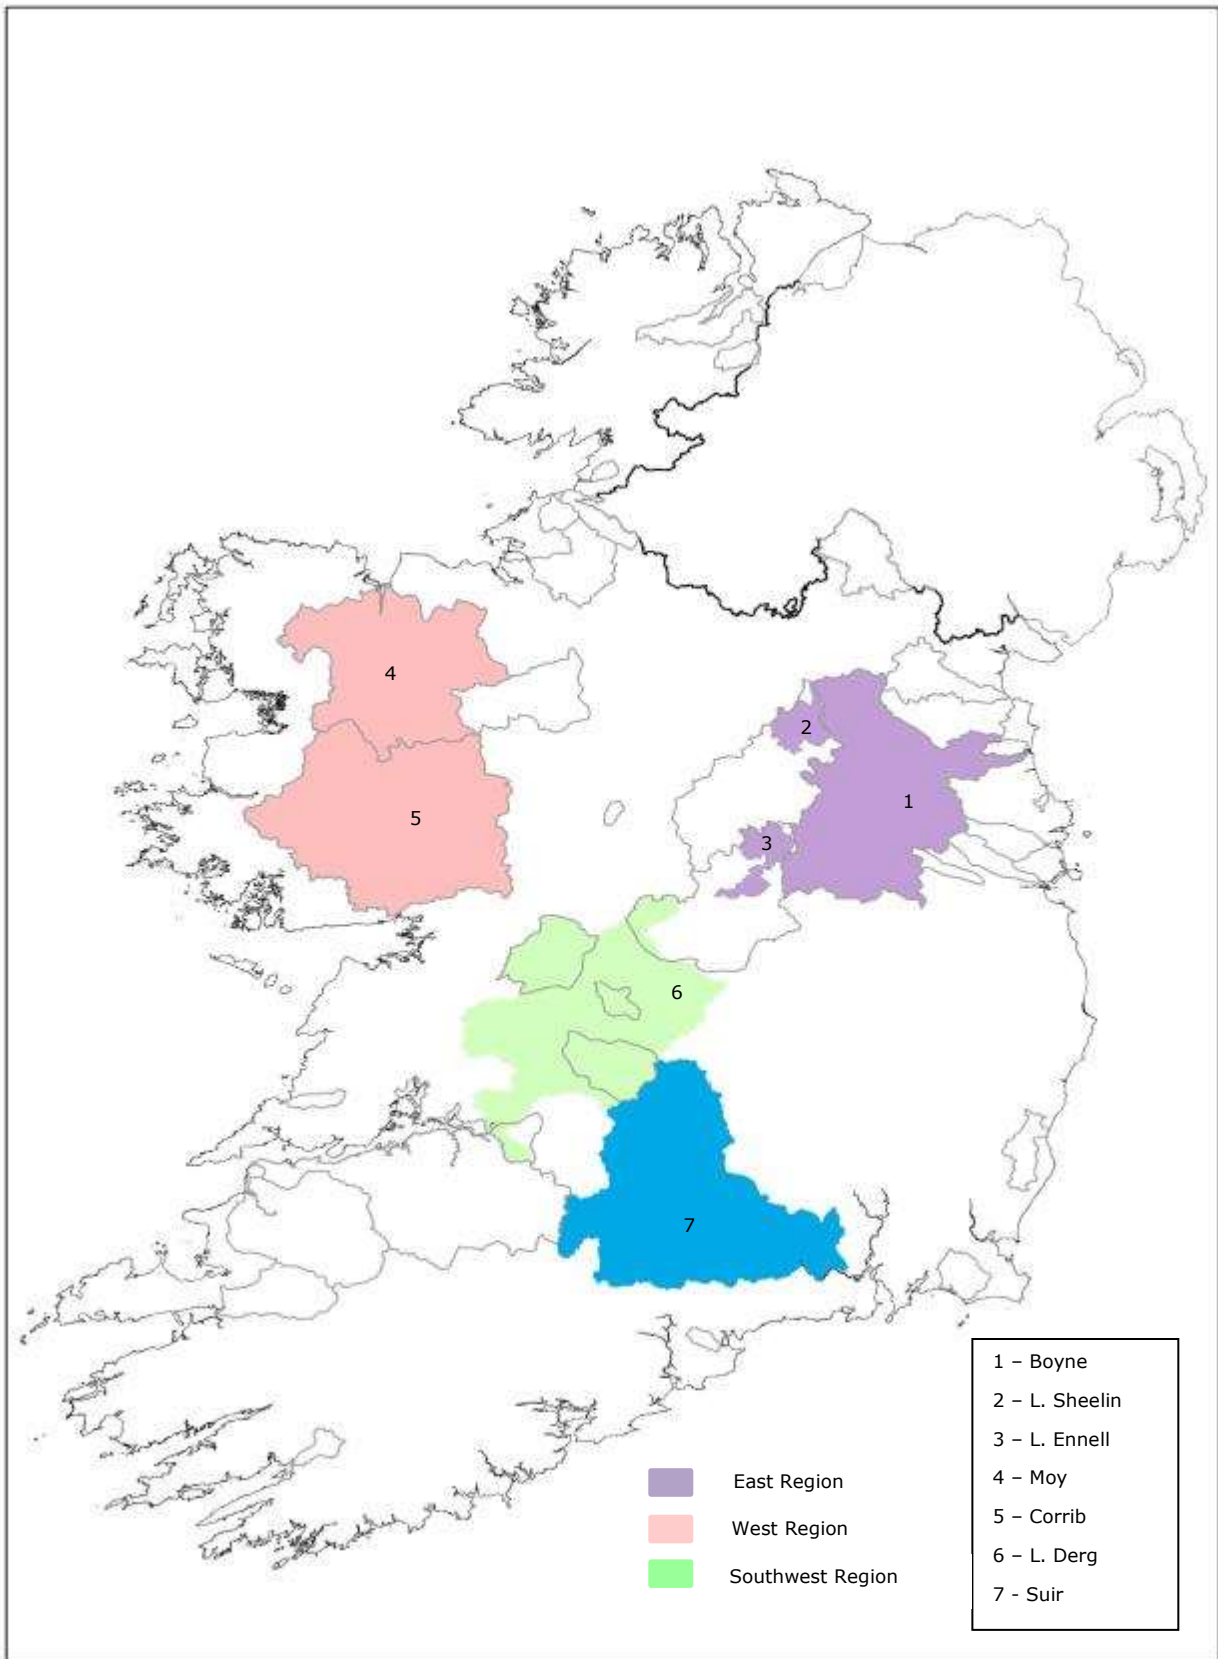 4
2
5
1
3
6
7
1 – Boyne
2 – L. Sheelin
3 – L. Ennell
4 – Moy
5 – Corrib
6 – L. Derg
7 - Suir
East Region
West Region
Southwest Region